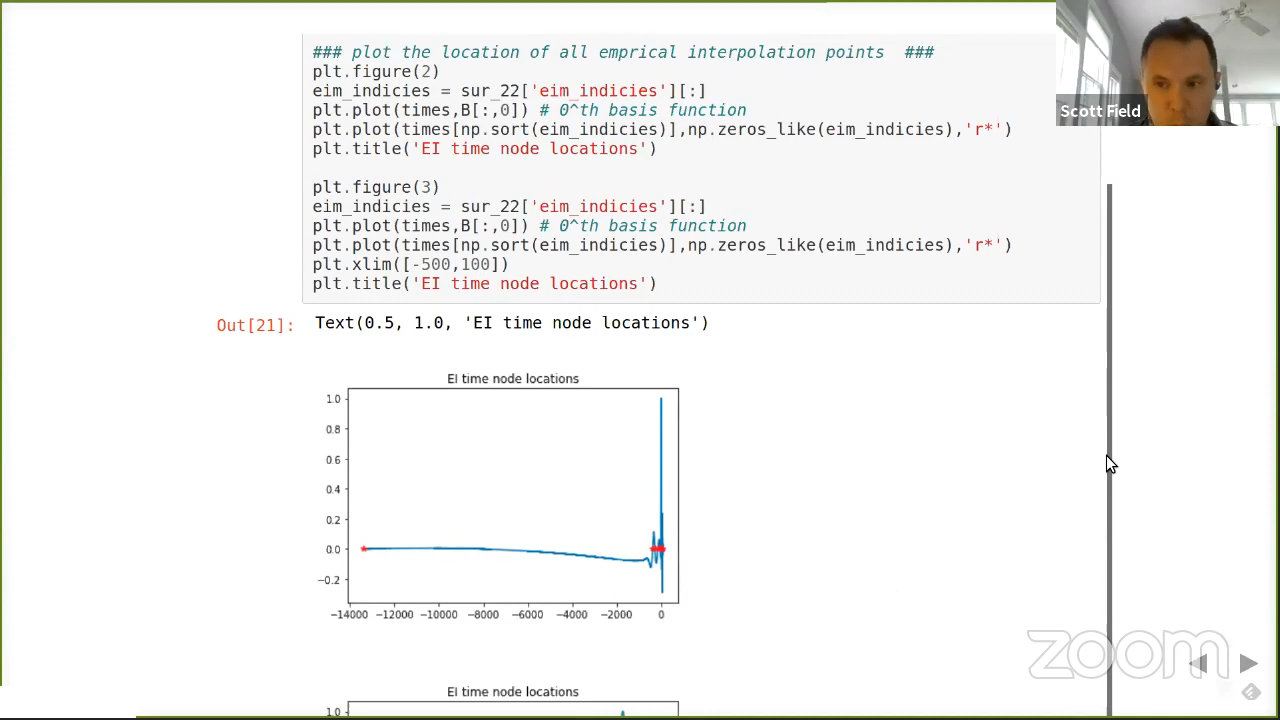 ### plot the location of all emprical interpolation points ###
plt.figure(2)
eim_indicies = sur_22['eim_indicies'][:]
plt.plot(times,B[:,0]) # 0^th basis function
plt.plot(times[np.sort(eim_indicies)],np.zeros_like(eim_indicies),'r*')
plt.title('EI time node locations')
plt.figure(3)
eim_indicies = sur_22['eim_indicies'][:]
plt.plot(times,B[:,0]) # 0^th basis function
plt.plot(times[np.sort(eim_indicies)],np.zeros_like(eim_indicies),'r*')
plt.xlim([-500,100])
plt.title('EI time node locations')
Scott Field
Out[21]: Text(0.5, 1.0, 'EI time node locations')
EI time node locations
1.0
0.8
0.6
0.4
0.2
0.0
−0.2
−14000 −12000 −10000 −8000 −6000 −4000 −2000 0
EI time node locations
1.0
zoom